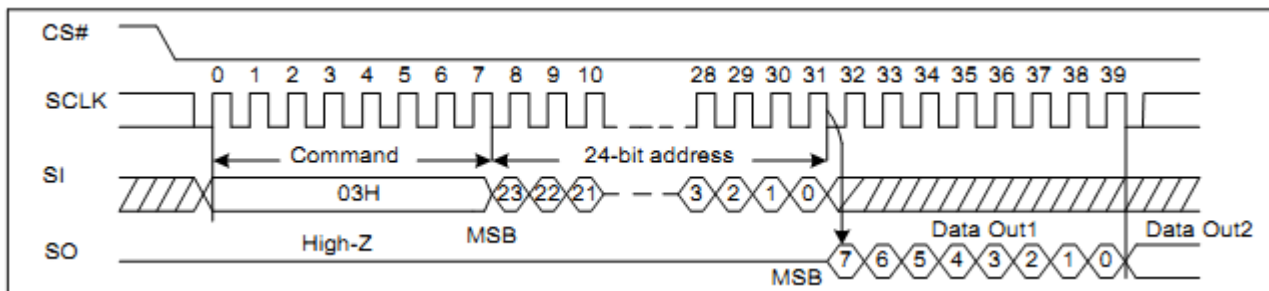 CS#
0 1 2 3 4 5 6 7 8 9 10 28 29 30 31 32 33 34 35 36 37 38 39
SCLK
Command 24-bit address
SI
03H 23 22 21 3 2 1 0
High-Z MSB Data Out1 Data Out2
SO
MSB 7 6 5 4 3 2 1 0